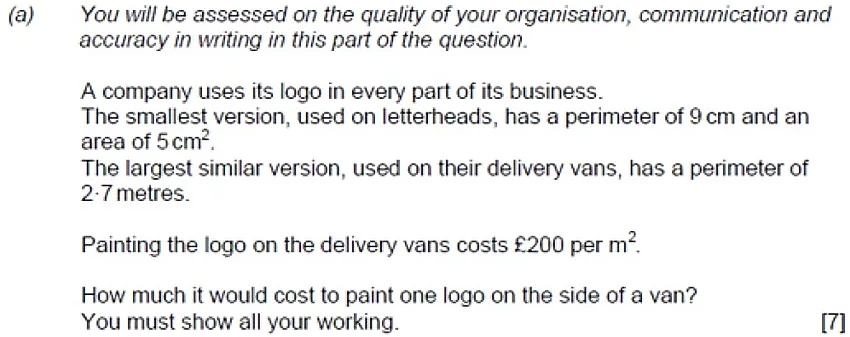 (a) You will be assessed on the quality of your organisation, communication and
accuracy in writing in this part of the question.
A company uses its logo in every part of its business.
The smallest version, used on letterheads, has a perimeter of 9 cm and an
area of 5 cm².
The largest similar version, used on their delivery vans, has a perimeter of
2·7 metres.
Painting the logo on the delivery vans costs £200 per m².
How much it would cost to paint one logo on the side of a van?
You must show all your working. [7]